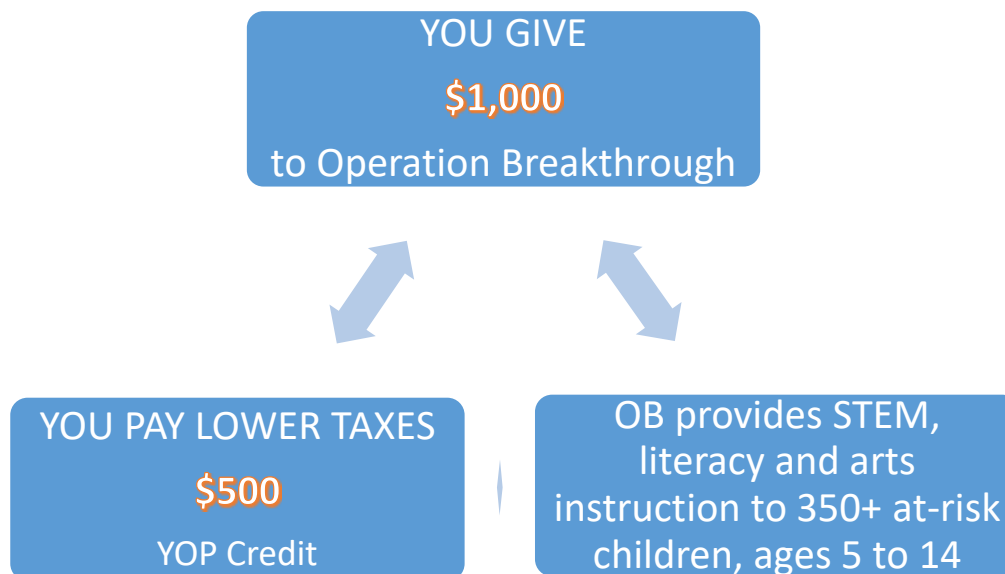 YOU GIVE
$1,000
to Operation Breakthrough
YOU PAY LOWER TAXES
$500
YOP Credit
OB provides STEM,
literacy and arts
instruction to 350+ at-risk
children, ages 5 to 14